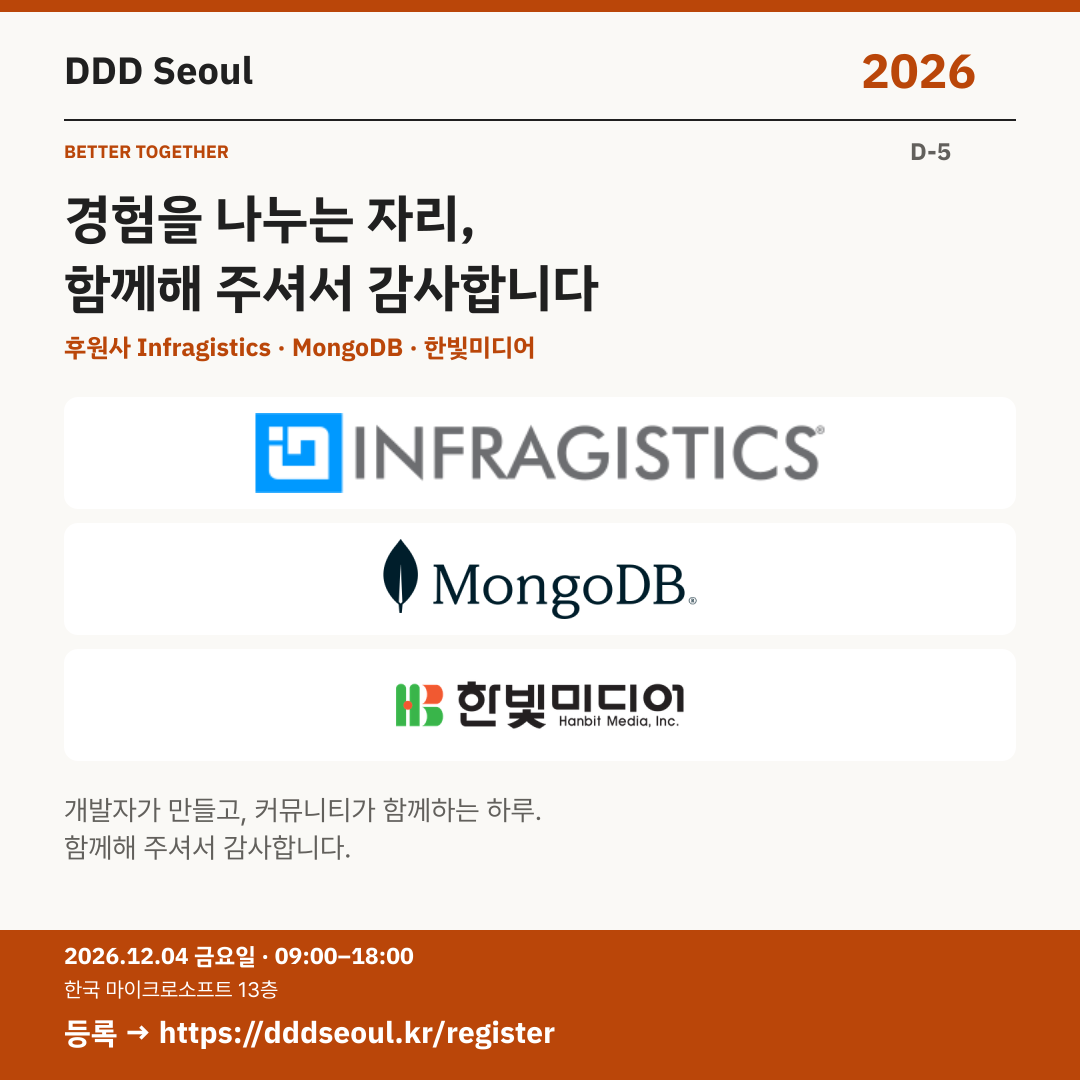 DDD Seoul
2026
BETTER TOGETHER
D-5
경험을 나누는 자리,
함께해 주셔서 감사합니다
후원사 Infragistics · MongoDB · 한빛미디어
INFRAGISTICS®
MongoDB®
한빛미디어
Hanbit Media, Inc.
개발자가 만들고, 커뮤니티가 함께하는 하루.
함께해 주셔서 감사합니다.
2026.12.04 금요일 · 09:00–18:00
한국 마이크로소프트 13층
등록 → https://dddseoul.kr/register